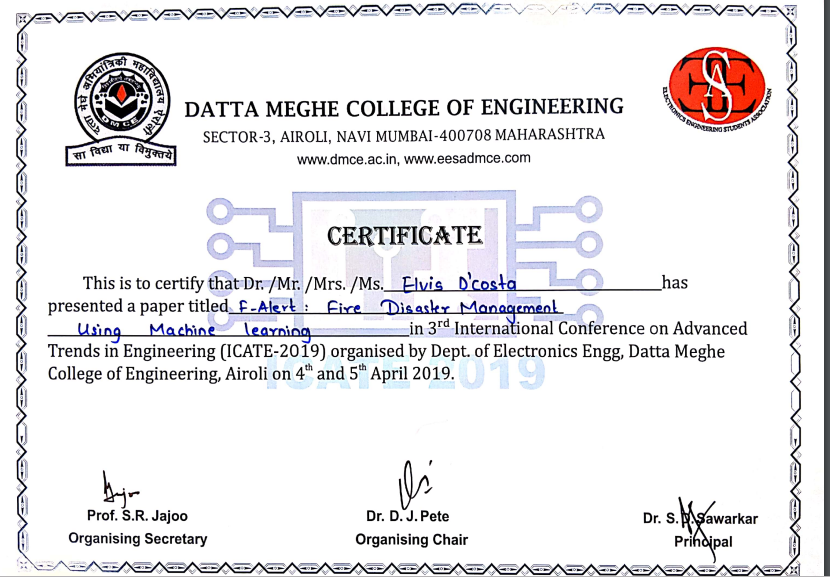 दत्ता मेघे अभियांत्रिकी महाविद्यालय ऐरोली
DMCE
सा विद्या या विमुक्तये
ESA
ELECTRONICS ENGINEERING STUDENTS ASSOCIATION
DATTA MEGHE COLLEGE OF ENGINEERING
SECTOR-3, AIROLI, NAVI MUMBAI-400708 MAHARASHTRA
www.dmce.ac.in, www.eesadmce.com
CERTIFICATE
This is to certify that Dr./Mr. /Mrs. /Ms. Elvis D'costa has
presented a paper titled F-Alert : Fire Disaster Management
Using Machine learning in 3rd International Conference on Advanced
Trends in Engineering (ICATE-2019) organised by Dept. of Electronics Engg, Datta Meghe
College of Engineering, Airoli on 4th and 5th April 2019.
ICATE 2019
Prof. S.R. Jajoo
Organising Secretary
Dr. D. J. Pete
Organising Chair
Dr. S.D. Sawarkar
Principal